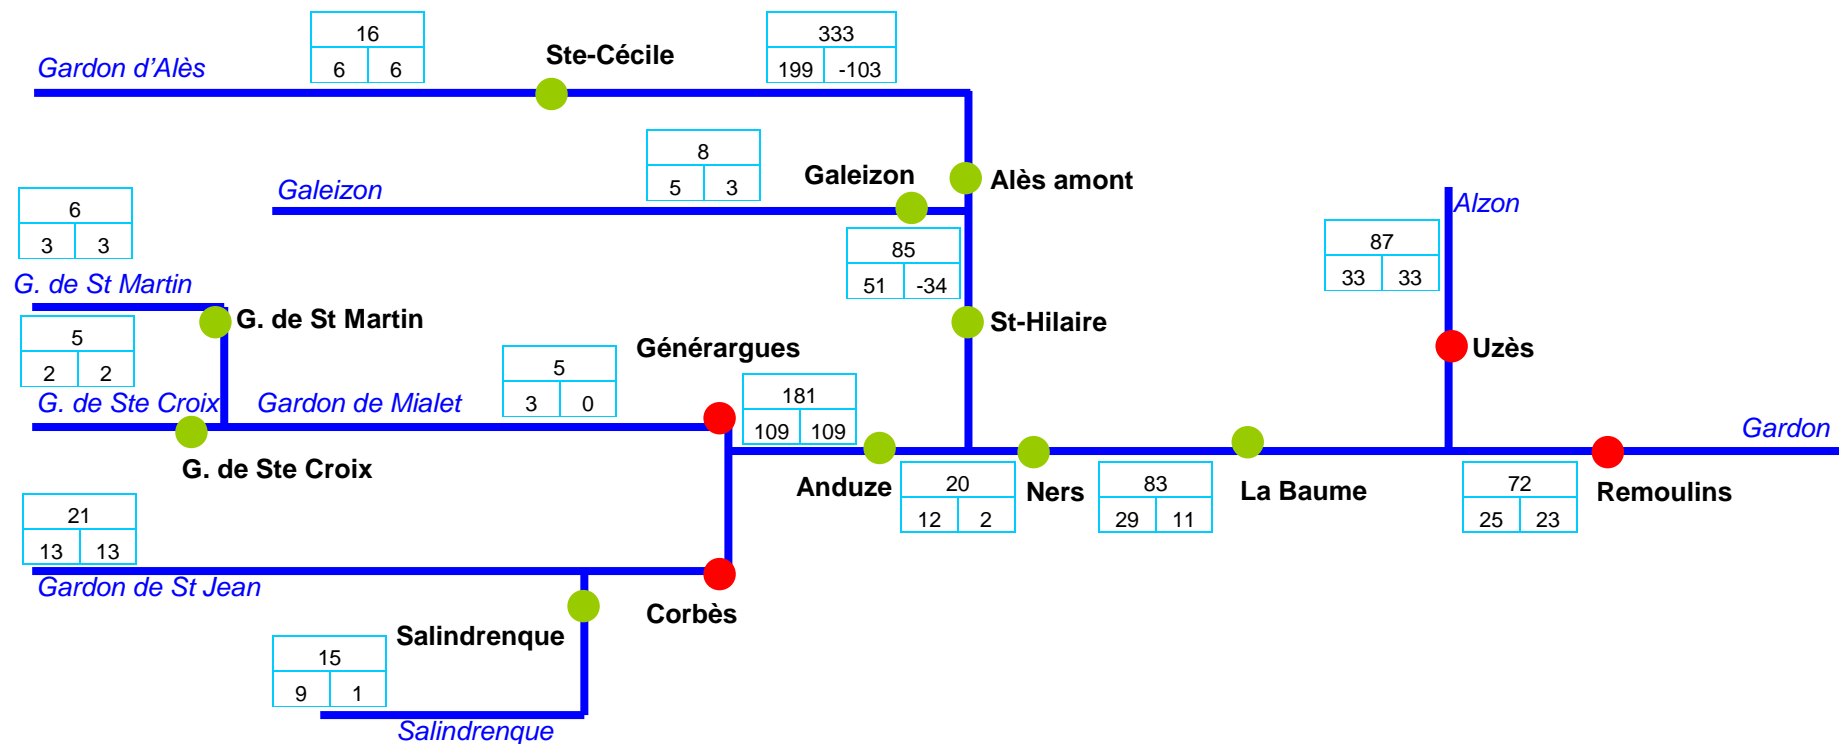 16
6 6
Gardon d'Alès
Ste-Cécile
333
199 -103
8
5 3
Galeizon
Galeizon
Alès amont
6
3 3
G. de St Martin
G. de St Martin
85
51 -34
St-Hilaire
Alzon
87
33 33
Uzès
5
2 2
G. de Ste Croix
G. de Ste Croix
Gardon de Mialet
5
3 0
Générargues
181
109 109
Anduze
20
12 2
Ners
83
29 11
La Baume
72
25 23
Remoulins
Gardon
21
13 13
Gardon de St Jean
Corbès
Salindrenque
15
9 1
Salindrenque